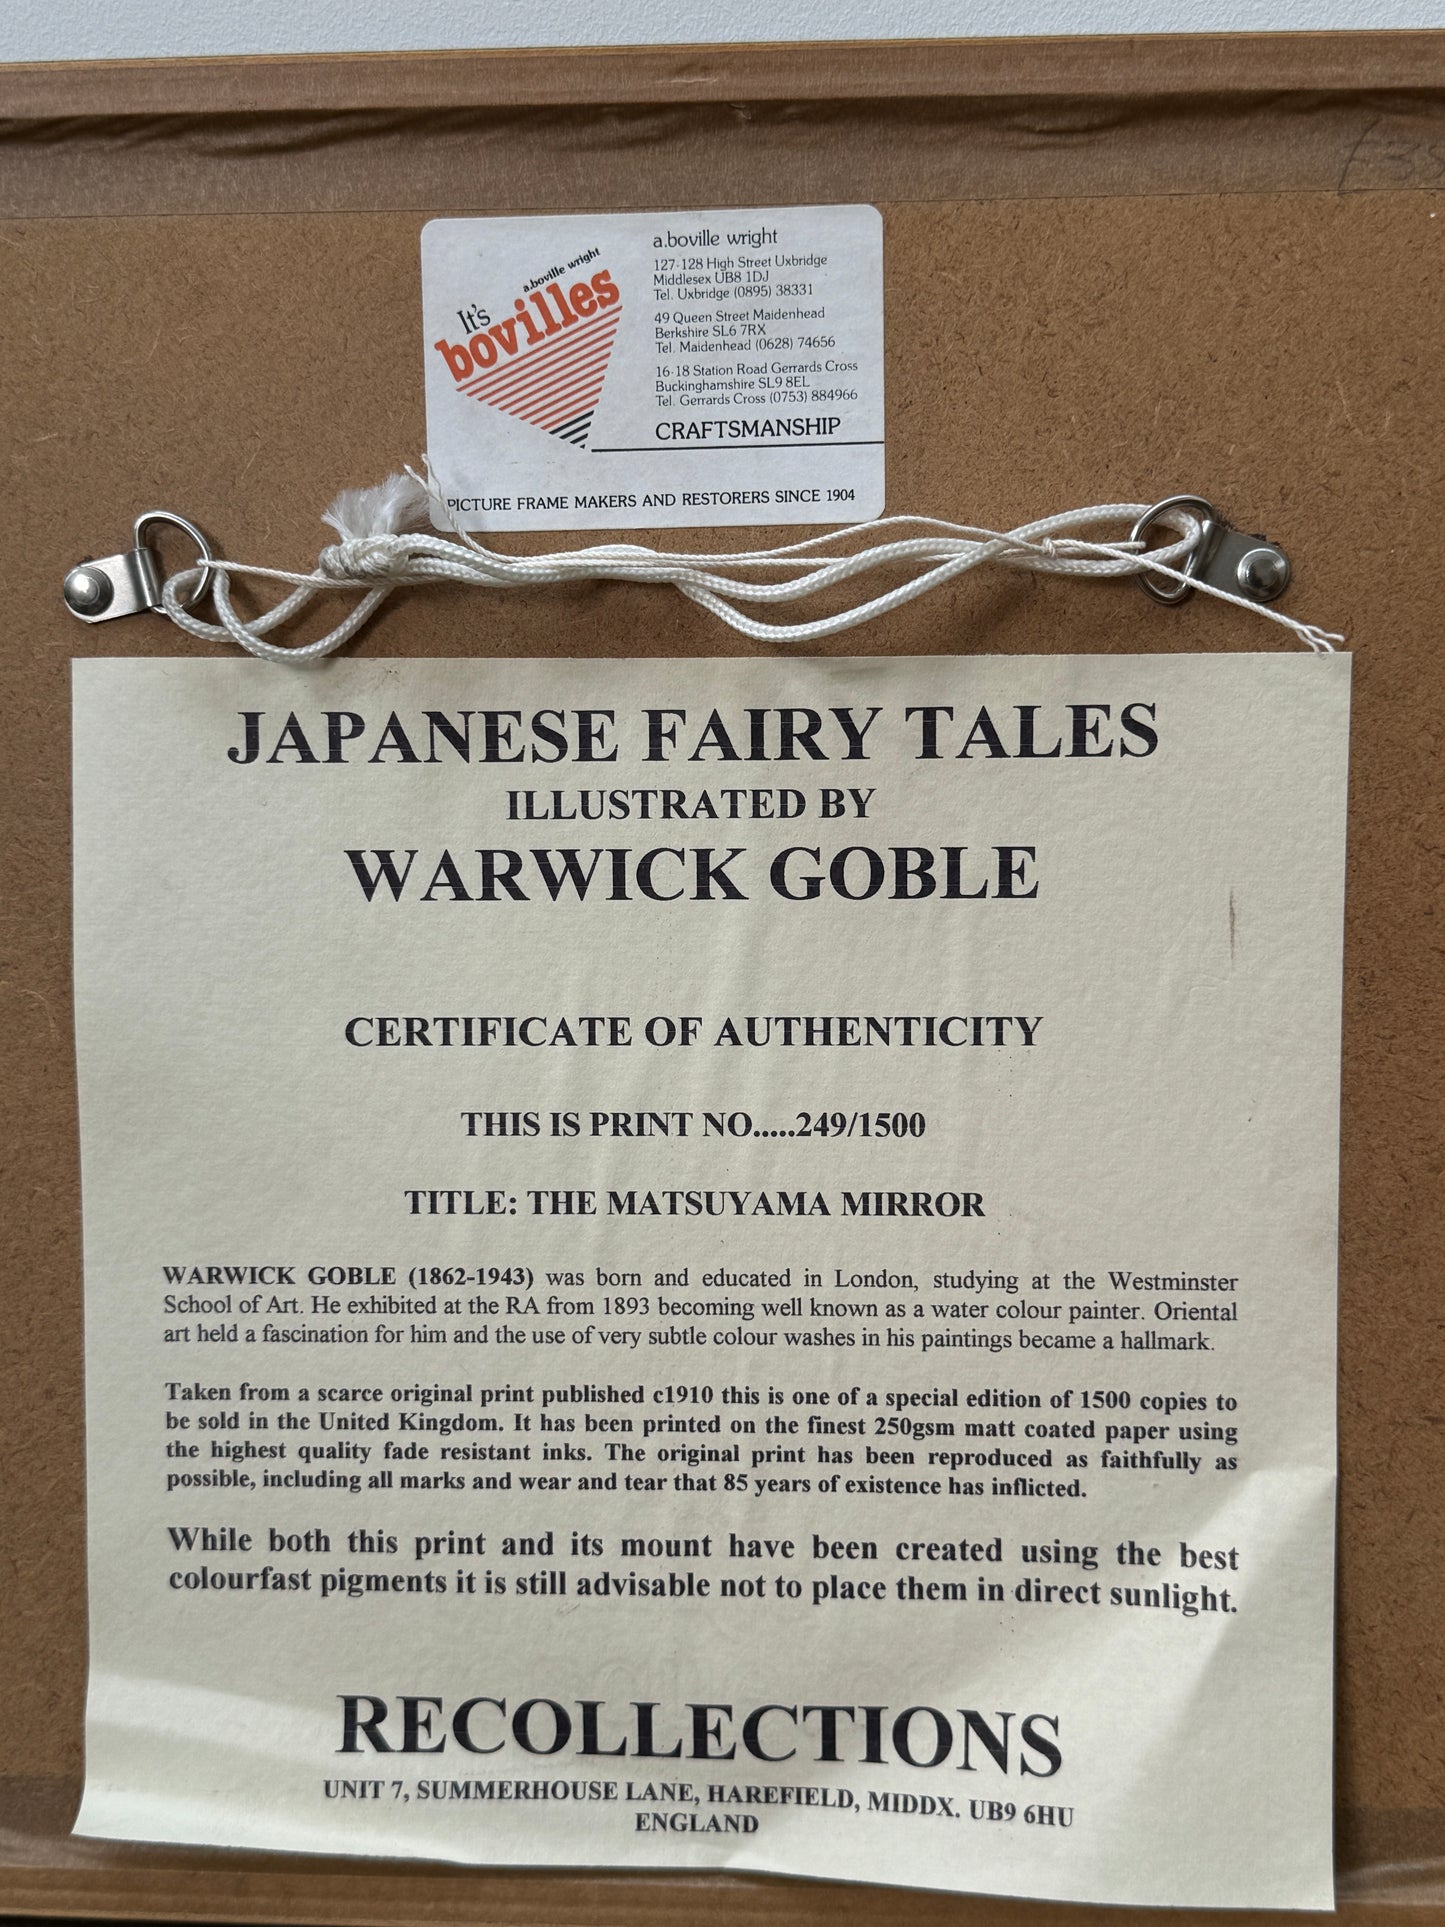 F35
a.boville wright
It's
bovilles
a.boville wright
127-128 High Street Uxbridge
Middlesex UB8 1DJ
Tel. Uxbridge (0895) 38331
49 Queen Street Maidenhead
Berkshire SL6 7RX
Tel. Maidenhead (0628) 74656
16-18 Station Road Gerrards Cross
Buckinghamshire SL9 8EL
Tel. Gerrards Cross (0753) 884966
CRAFTSMANSHIP
PICTURE FRAME MAKERS AND RESTORERS SINCE 1904
JAPANESE FAIRY TALES
ILLUSTRATED BY
WARWICK GOBLE
CERTIFICATE OF AUTHENTICITY
THIS IS PRINT NO.....249/1500
TITLE: THE MATSUYAMA MIRROR
WARWICK GOBLE (1862-1943) was born and educated in London, studying at the Westminster
School of Art. He exhibited at the RA from 1893 becoming well known as a water colour painter. Oriental
art held a fascination for him and the use of very subtle colour washes in his paintings became a hallmark.
Taken from a scarce original print published c1910 this is one of a special edition of 1500 copies to
be sold in the United Kingdom. It has been printed on the finest 250gsm matt coated paper using
the highest quality fade resistant inks. The original print has been reproduced as faithfully as
possible, including all marks and wear and tear that 85 years of existence has inflicted.
While both this print and its mount have been created using the best
colourfast pigments it is still advisable not to place them in direct sunlight.
RECOLLECTIONS
UNIT 7, SUMMERHOUSE LANE, HAREFIELD, MIDDX. UB9 6HU
ENGLAND